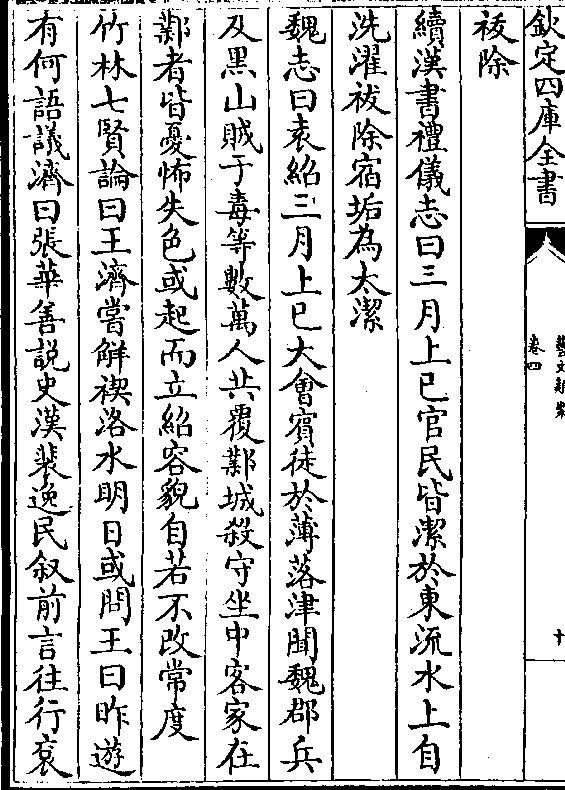 欽定四庫全書
藝文類聚
卷四
十
祓除
續漢書禮儀志曰三月上巳官民皆潔於東流水上自
洗濯祓除宿垢為太潔
魏志曰袁紹三月上巳大會賓徒於薄落津聞魏郡兵
及黒山賊于毒等數萬人共覆鄴城殺守坐中客家在
鄴者皆憂怖失色或起而立紹容貌自若不改常度
竹林七賢論曰王濟嘗解禊洛水明日或問王曰昨遊
有何語議濟曰張華善説史漢裴逸民叙前言往行衮